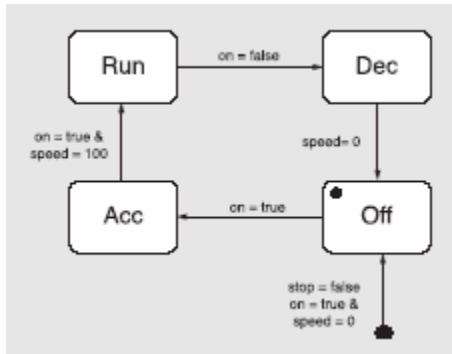 Run
on = false
Dec
on = true &
speed = 100
speed= 0
Acc
on = true
Off
stop = false
on = true &
speed = 0